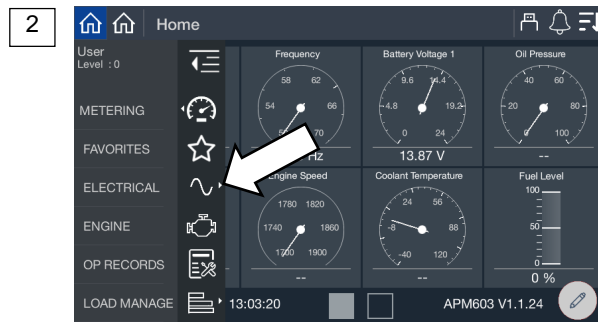 2
Home
User
Level : 0
METERING
FAVORITES
ELECTRICAL
ENGINE
OP RECORDS
LOAD MANAGE
Frequency
58 62
54 66
70
Hz
Battery Voltage 1
9.6 14.4
4.8 19.2
0 24
13.87 V
Oil Pressure
40 60
20 80
0 100
--
Engine Speed
1780 1820
1740 1860
1700 1900
--
Coolant Temperature
24 56
-8 88
-40 120
--
Fuel Level
100
50
0
0 %
13:03:20
APM603 V1.1.24